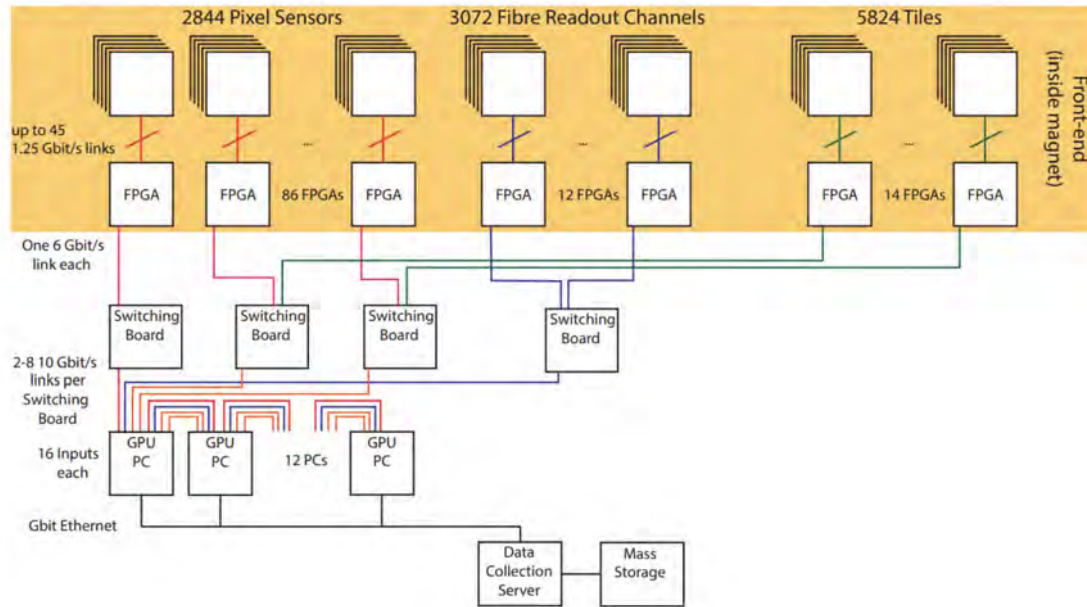 2844 Pixel Sensors
3072 Fibre Readout Channels
5824 Tiles
Front-end
(inside magnet)
up to 45
1.25 Gbit/s links
...
...
...
FPGA
FPGA
86 FPGAs
FPGA
FPGA
12 FPGAs
FPGA
FPGA
14 FPGAs
FPGA
One 6 Gbit/s
link each
Switching
Board
Switching
Board
Switching
Board
Switching
Board
2-8 10 Gbit/s
links per
Switching
Board
16 Inputs
each
GPU
PC
GPU
PC
12 PCs
GPU
PC
Gbit Ethernet
Data
Collection
Server
Mass
Storage